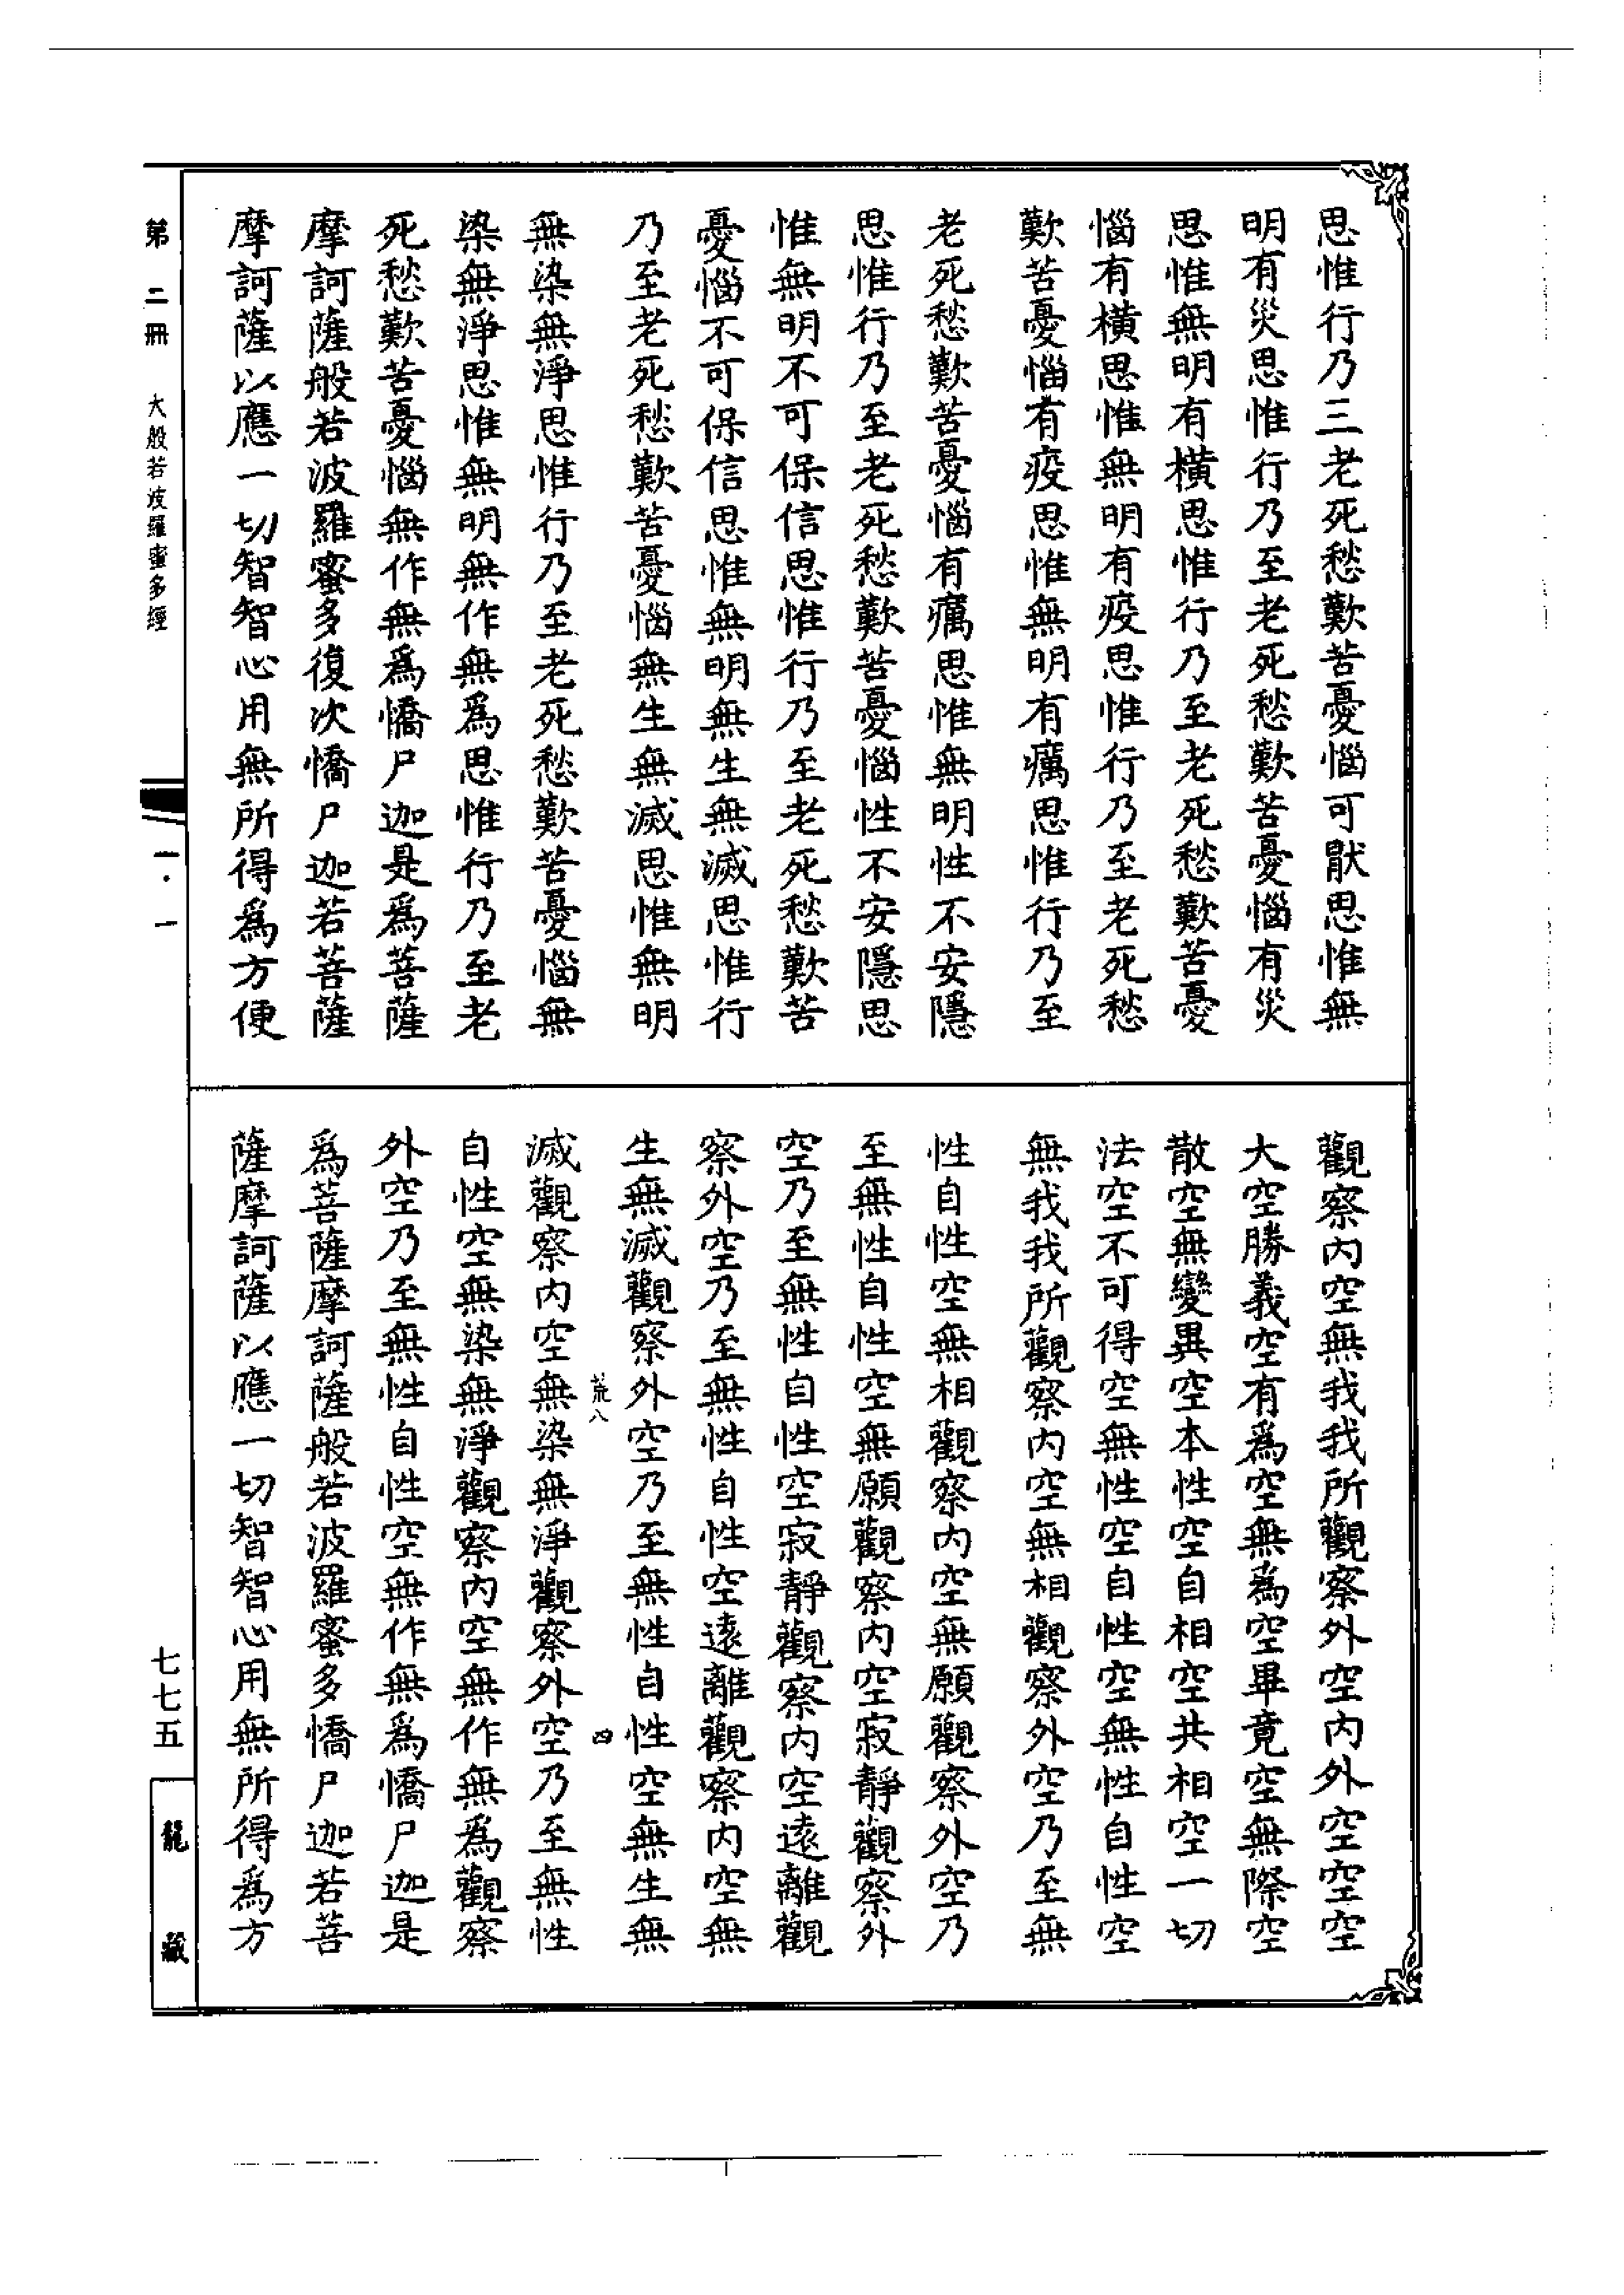 思惟行乃三老死愁歎苦憂惱可厭思惟無
明有災思惟行乃至老死愁歎苦憂惱有災
思惟無明有橫思惟行乃至老死愁歎苦憂
惱有橫思惟無明有疫思惟行乃至老死愁
歎苦憂惱有疫思惟無明有癘思惟行乃至
老死愁歎苦憂惱有癘思惟無明性不安隱
思惟行乃至老死愁歎苦憂惱性不安隱思
惟無明不可保信思惟行乃至老死愁歎苦
憂惱不可保信思惟無明無生無滅思惟行
乃至老死愁歎苦憂惱無生無滅思惟無明
無染無淨思惟行乃至老死愁歎苦憂惱無
染無淨思惟無明無作無為思惟行乃至老
死愁歎苦憂惱無作無為憍尸迦是為菩薩
摩訶薩般若波羅蜜多復次憍尸迦若菩薩
摩訶薩以應一切智智心用無所得為方便
觀察內空無我我所觀察外空內外空空空
大空勝義空有為空無為空畢竟空無際空
散空無變異空本性空自相空共相空一切
法空不可得空無性空自性空無性自性空
無我我所觀察內空無相觀察外空乃至無
性自性空無相觀察內空無願觀察外空乃
至無性自性空無願觀察內空寂靜觀察外
空乃至無性自性空寂靜觀察內空遠離觀
察外空乃至無性自性空遠離觀察內空無
生無滅觀察外空乃至無性自性空無生無
荒八 四
滅觀察內空無染無淨觀察外空乃至無性
自性空無染無淨觀察內空無作無為觀察
外空乃至無性自性空無作無為憍尸迦是
為菩薩摩訶薩般若波羅蜜多憍尸迦若菩
薩摩訶薩以應一切智智心用無所得為方
第二冊 大般若波羅蜜多經 一·一 七七五 龍藏